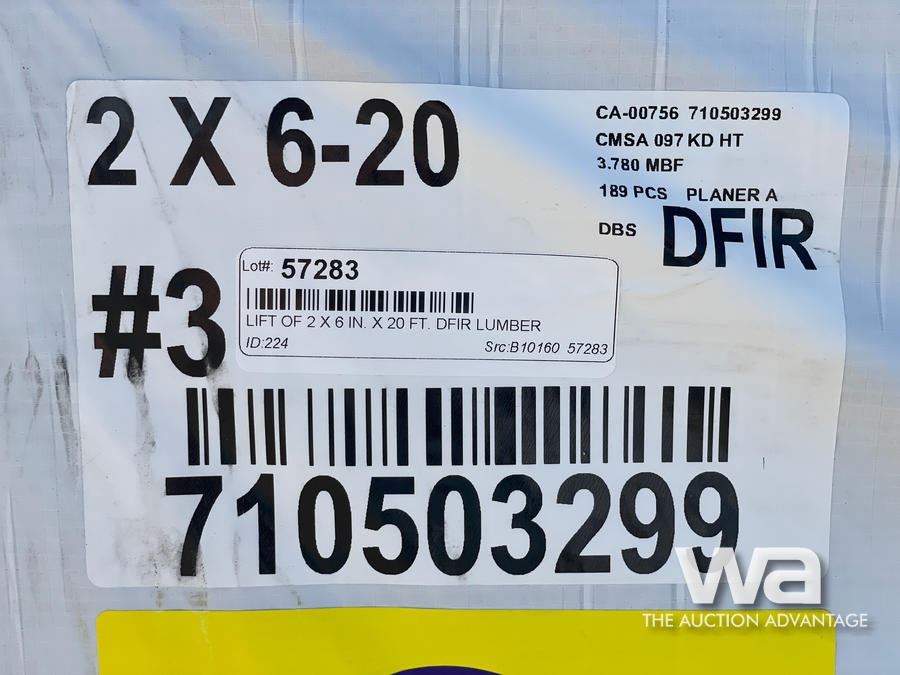 2 X 6-20
CA-00756 710503299
CMSA 097 KD HT
3.780 MBF
189 PCS PLANER A
DBS DFIR
#3
Lot#: 57283
LIFT OF 2 X 6 IN. X 20 FT. DFIR LUMBER
ID:224 Src:B10160 57283
710503299
wa
THE AUCTION ADVANTAGE